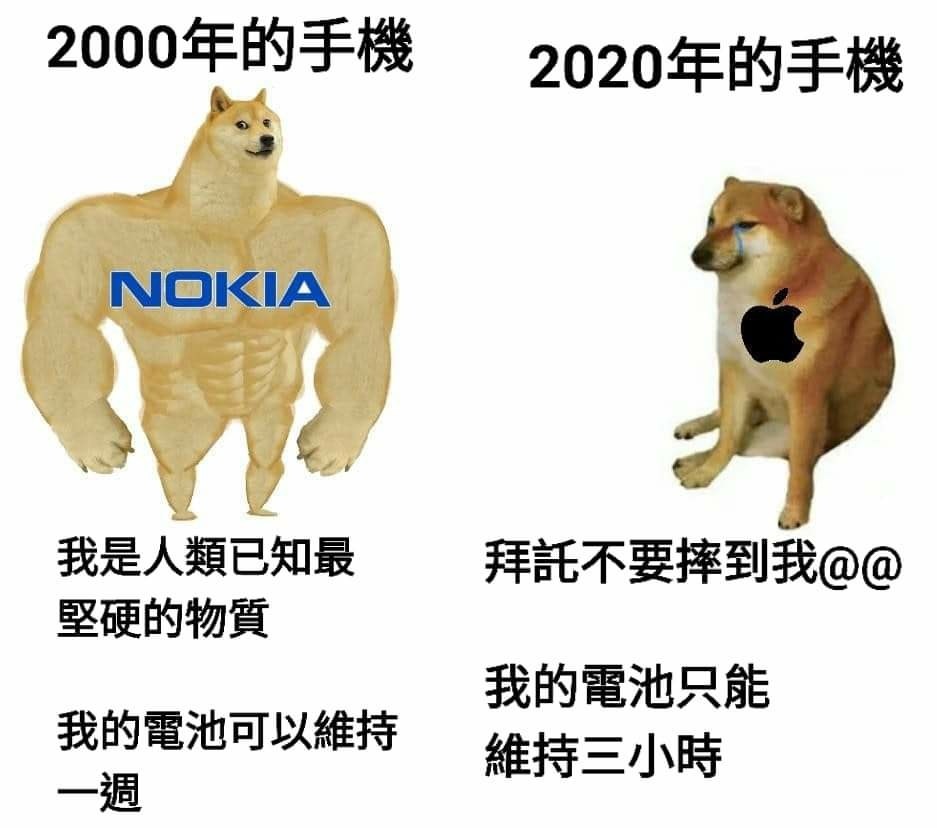 2000年的手機
NOKIA
我是人類已知最
堅硬的物質
我的電池可以維持
一週
2020年的手機
拜託不要摔到我@@
我的電池只能
維持三小時